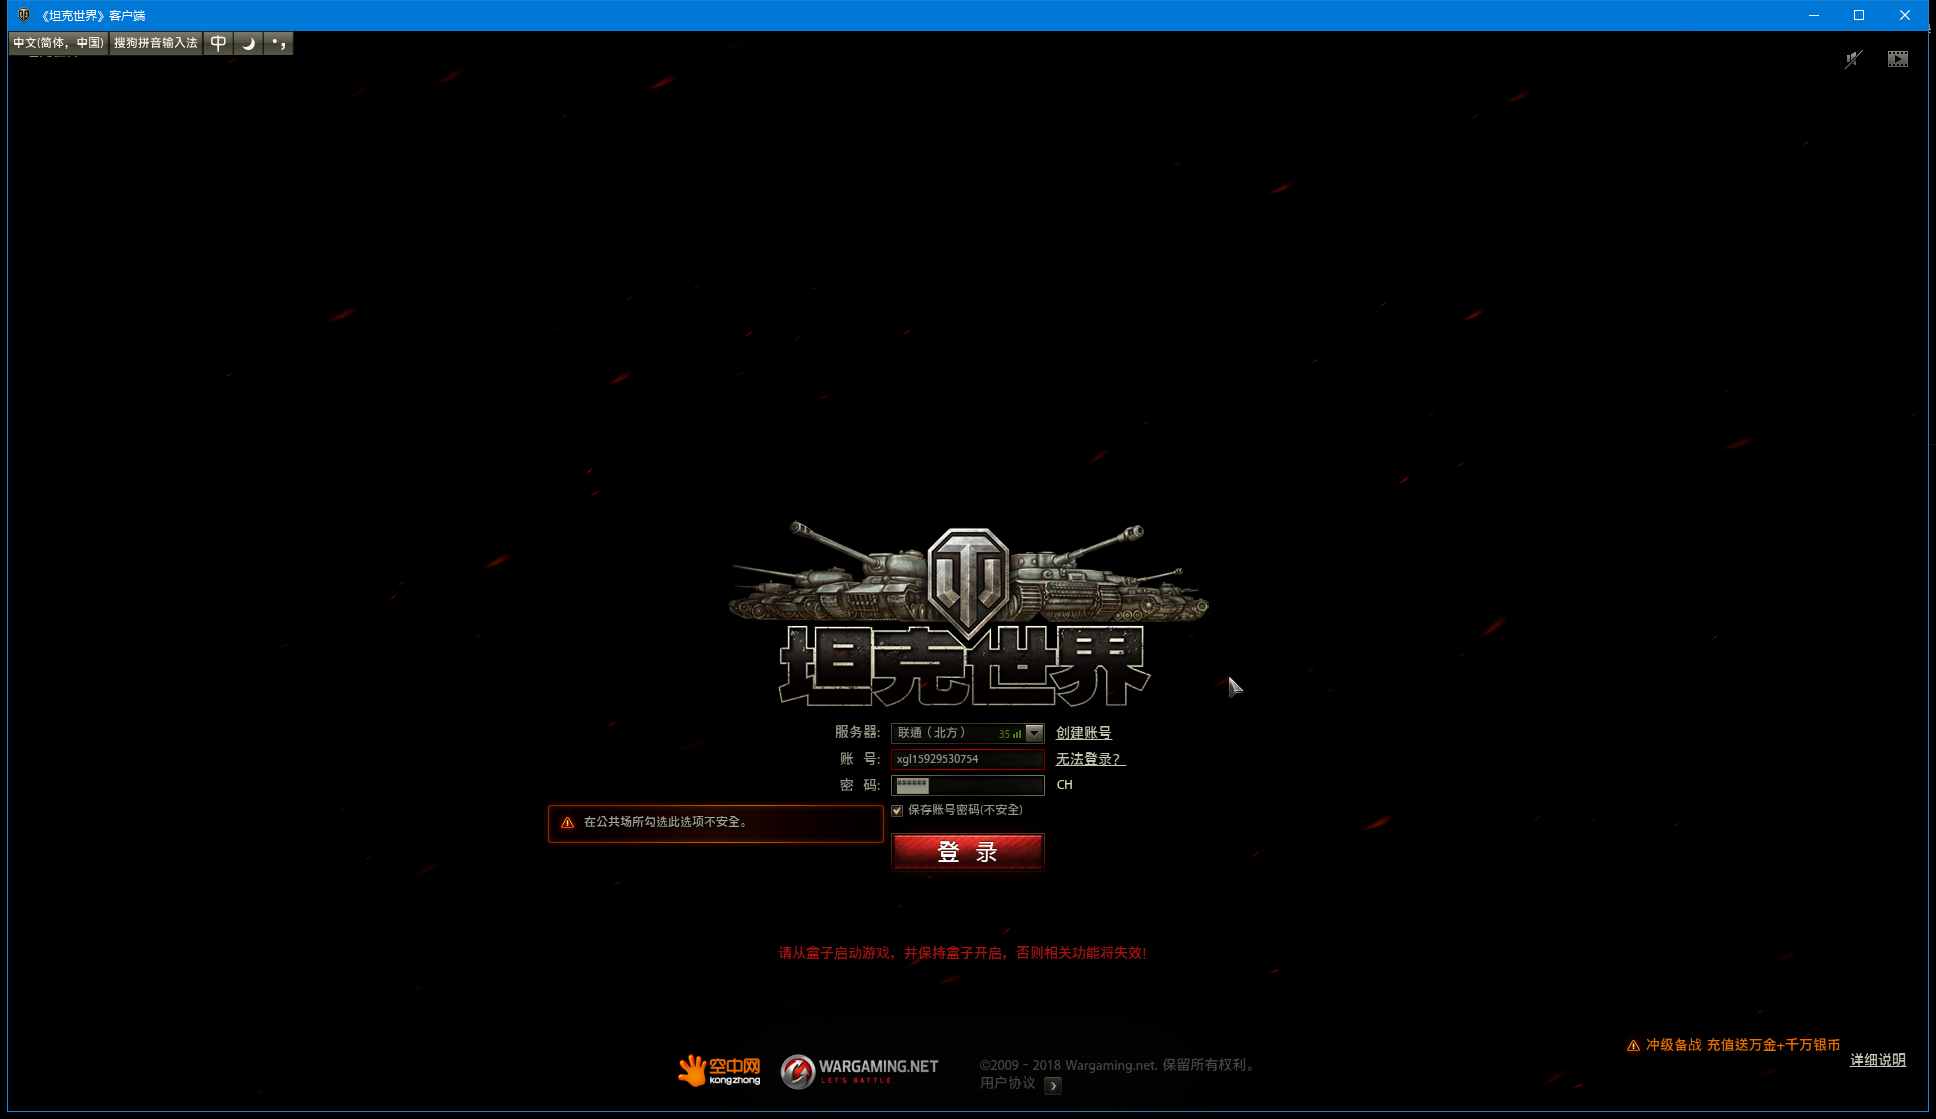 《坦克世界》客户端
中文(简体，中国) 搜狗拼音输入法 中
坦克世界
服务器: 联通（北方） 35 创建账号
账 号: xgl15929530754 无法登录？
密 码: ****** CH
保存账号密码(不安全)
在公共场所勾选此选项不安全。
登 录
请从盒子启动游戏，并保持盒子开启，否则相关功能将失效!
冲级备战 充值送万金+千万银币
详细说明
空中网
kongzhong
WARGAMING.NET
LET'S BATTLE
©2009 - 2018 Wargaming.net. 保留所有权利。
用户协议